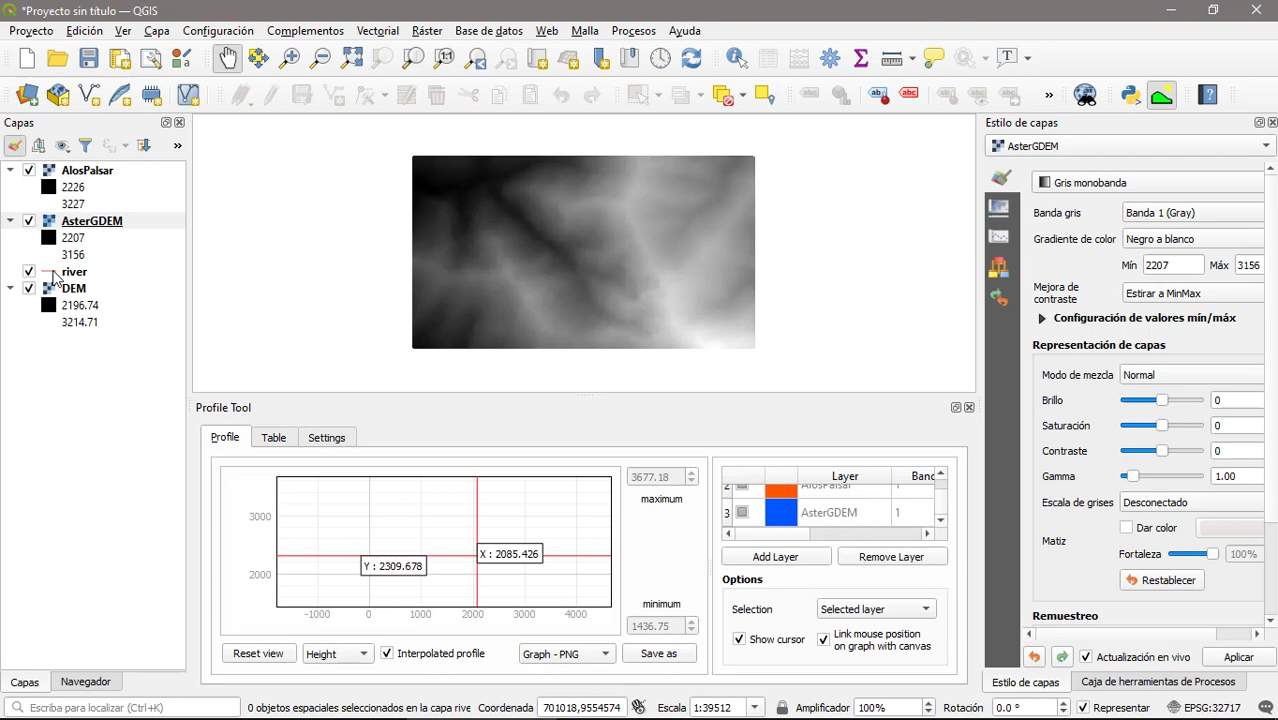 *Proyecto sin título — QGIS
Proyecto Edición Ver Capa Configuración Complementos Vectorial Ráster Base de datos Web Malla Procesos Ayuda
Capas
AlosPalsar
2226
3227
AsterGDEM
2207
3156
river
DEM
2196.74
3214.71
Capas Navegador
Profile Tool
Profile Table Settings
3000
2000
-1000 0 1000 2000 3000 4000
Y : 2309.678
X : 2085.426
3677.18
maximum
minimum
1436.75
Reset view Height Interpolated profile Graph - PNG Save as
Layer Band
2 AlosPalsar 1
3 AsterGDEM 1
Add Layer Remove Layer
Options
Selection Selected layer
Show cursor
Link mouse position
on graph with canvas
Estilo de capas
AsterGDEM
Gris monobanda
Banda gris Banda 1 (Gray)
Gradiente de color Negro a blanco
Mín 2207 Máx 3156
Mejora de
contraste Estirar a MinMax
Configuración de valores mín/máx
Representación de capas
Modo de mezcla Normal
Brillo 0
Saturación 0
Contraste 0
Gamma 1.00
Escala de grises Desconectado
Matiz Dar color
Fortaleza 100%
Restablecer
Remuestreo
Actualización en vivo Aplicar
Estilo de capas Caja de herramientas de Procesos
Escriba para localizar (Ctrl+K) 0 objetos espaciales seleccionados en la capa rive Coordenada 701018,9554574 Escala 1:39512 Amplificador 100% Rotación 0.0 ° Representar EPSG:32717